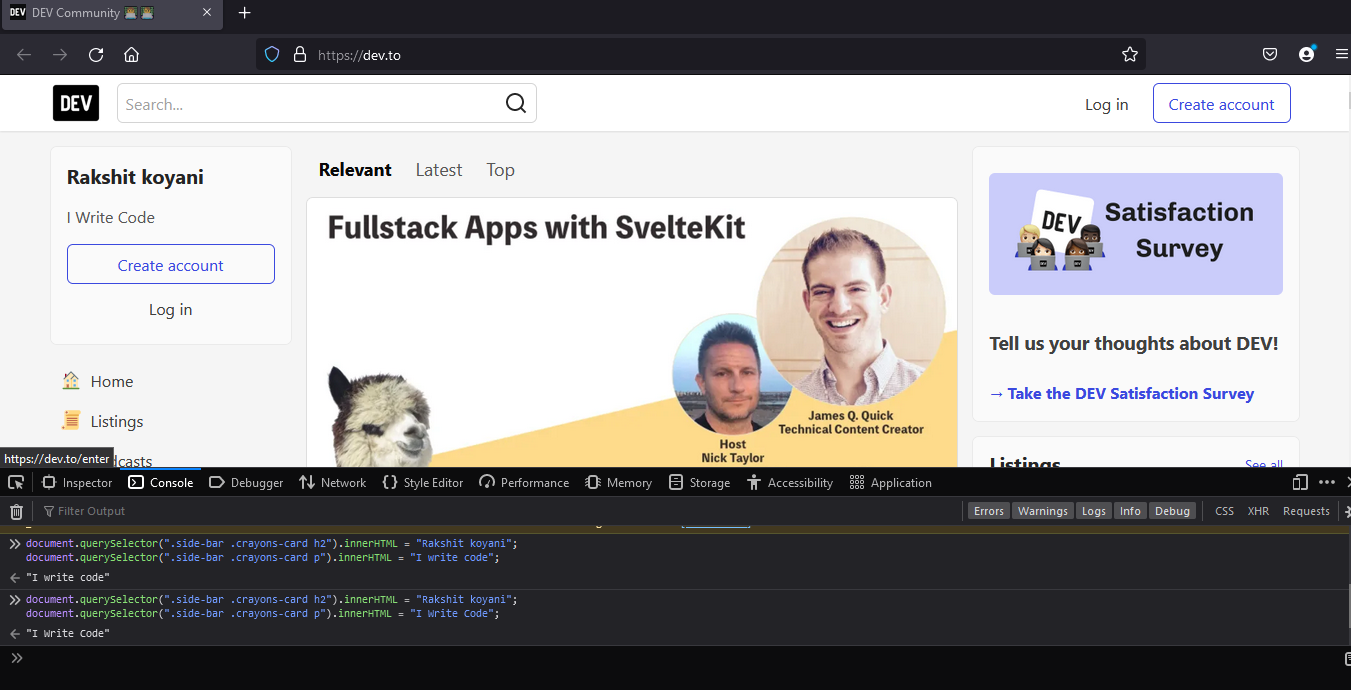 DEV DEV Community
https://dev.to
DEV
Search...
Log in
Create account
Rakshit koyani
I Write Code
Create account
Log in
Home
Listings
https://dev.to/enter
dcasts
Relevant
Latest
Top
Fullstack Apps with SvelteKit
James Q. Quick
Technical Content Creator
Host
Nick Taylor
DEV
Satisfaction
Survey
Tell us your thoughts about DEV!
→ Take the DEV Satisfaction Survey
Listings
See all
Inspector
Console
Debugger
Network
Style Editor
Performance
Memory
Storage
Accessibility
Application
Filter Output
Errors
Warnings
Logs
Info
Debug
CSS
XHR
Requests
document.querySelector(".side-bar .crayons-card h2").innerHTML = "Rakshit koyani";
document.querySelector(".side-bar .crayons-card p").innerHTML = "I write code";
"I write code"
document.querySelector(".side-bar .crayons-card h2").innerHTML = "Rakshit koyani";
document.querySelector(".side-bar .crayons-card p").innerHTML = "I Write Code";
"I Write Code"